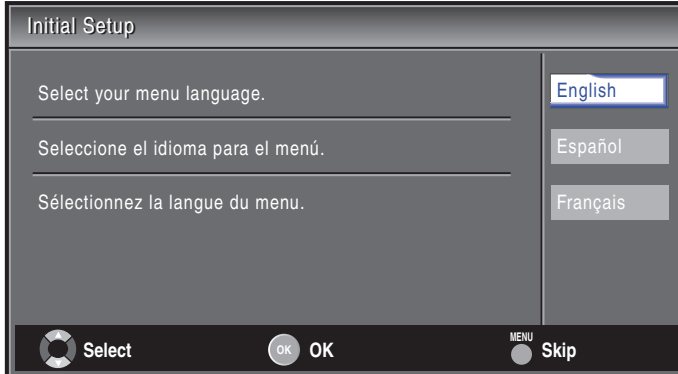 Initial Setup
Select your menu language.
Seleccione el idioma para el menú.
Sélectionnez la langue du menu.
English
Español
Français
Select
OK OK
MENU Skip